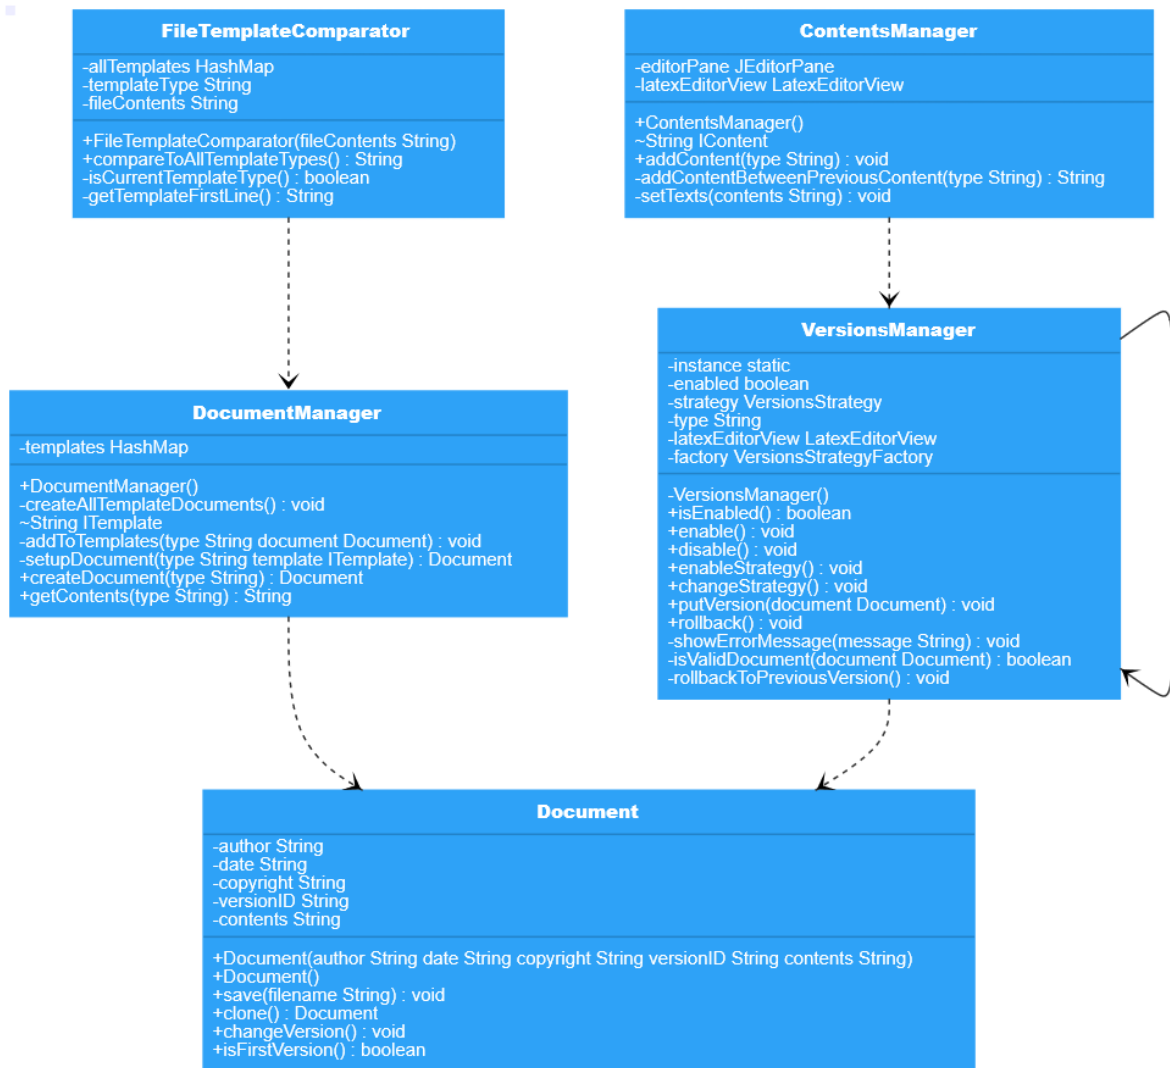 FileTemplateComparator
-allTemplates HashMap
-templateType String
-fileContents String
+FileTemplateComparator(fileContents String)
+compareToAllTemplateTypes() : String
-isCurrentTemplateType() : boolean
-getTemplateFirstLine() : String
ContentsManager
-editorPane JEditorPane
-latexEditorView LatexEditorView
+ContentsManager()
~String IContent
+addContent(type String) : void
-addContentBetweenPreviousContent(type String) : String
-setTexts(contents String) : void
DocumentManager
-templates HashMap
+DocumentManager()
-createAllTemplateDocuments() : void
~String ITemplate
-addToTemplates(type String document Document) : void
-setupDocument(type String template ITemplate) : Document
+createDocument(type String) : Document
+getContents(type String) : String
VersionsManager
-instance static
-enabled boolean
-strategy VersionsStrategy
-type String
-latexEditorView LatexEditorView
-factory VersionsStrategyFactory
-VersionsManager()
+isEnabled() : boolean
+enable() : void
+disable() : void
+enableStrategy() : void
+changeStrategy() : void
+putVersion(document Document) : void
+rollback() : void
-showErrorMessage(message String) : void
-isValidDocument(document Document) : boolean
-rollbackToPreviousVersion() : void
Document
-author String
-date String
-copyright String
-versionID String
-contents String
+Document(author String date String copyright String versionID String contents String)
+Document()
+save(filename String) : void
+clone() : Document
+changeVersion() : void
+isFirstVersion() : boolean